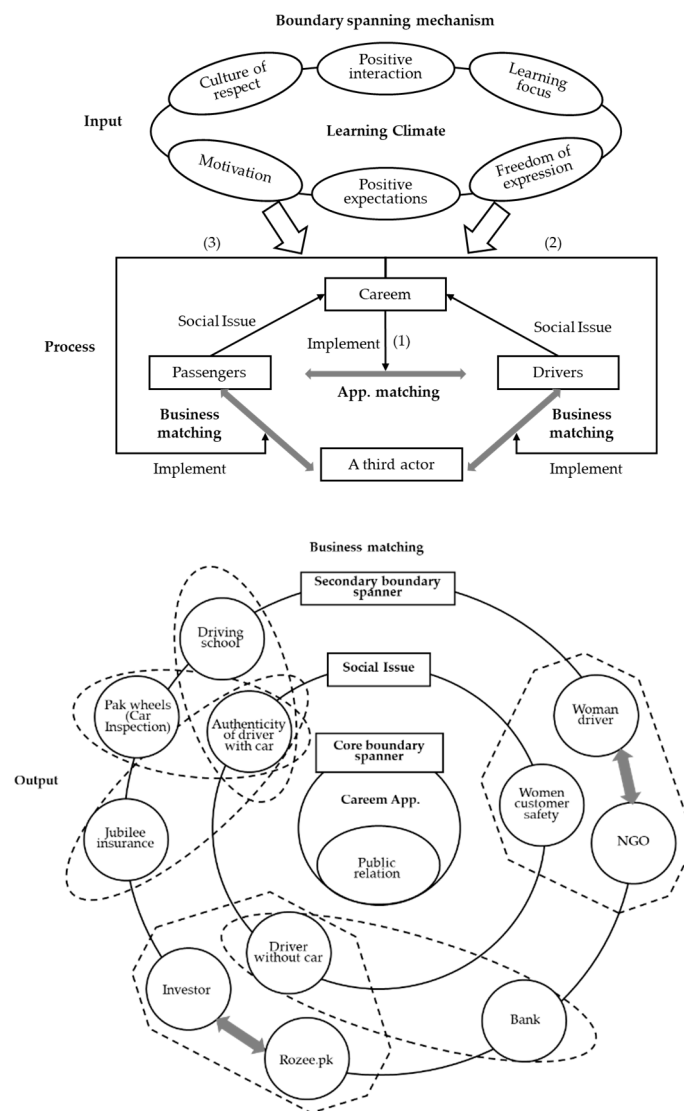 Boundary spanning mechanism
Culture of
respect
Positive
interaction
Learning
focus
Input
Learning Climate
Motivation
Positive
expectations
Freedom of
expression
(3)
(2)
Careem
Social Issue
Social Issue
Implement
(1)
Process
Passengers
Drivers
App. matching
Business
matching
Business
matching
A third actor
Implement
Implement
Business matching
Secondary boundary
spanner
Driving
school
Social Issue
Pak wheels
(Car
Inspection)
Authenticity
of driver
with car
Woman
driver
Core boundary
spanner
Output
Careem App.
Women
customer
safety
Jubilee
insurance
NGO
Public
relation
Driver
without car
Investor
Bank
Rozee.pk